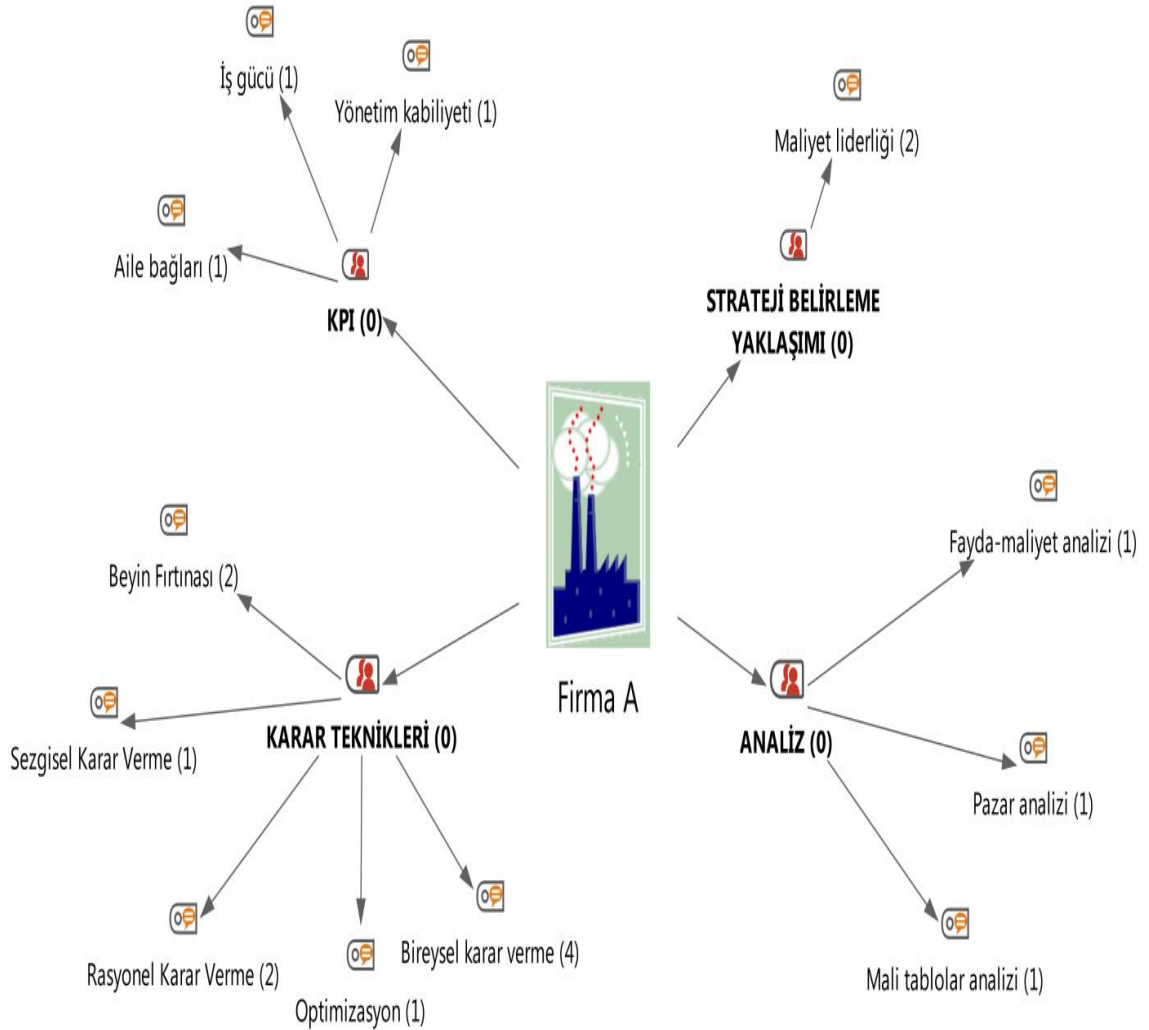 İş gücü (1)
Yönetim kabiliyeti (1)
Maliyet liderliği (2)
Aile bağları (1)
KPI (0)
STRATEJİ BELİRLEME
YAKLAŞIMI (0)
Fayda-maliyet analizi (1)
Beyin Fırtınası (2)
Firma A
Sezgisel Karar Verme (1)
KARAR TEKNİKLERİ (0)
ANALİZ (0)
Pazar analizi (1)
Rasyonel Karar Verme (2)
Optimizasyon (1)
Bireysel karar verme (4)
Mali tablolar analizi (1)